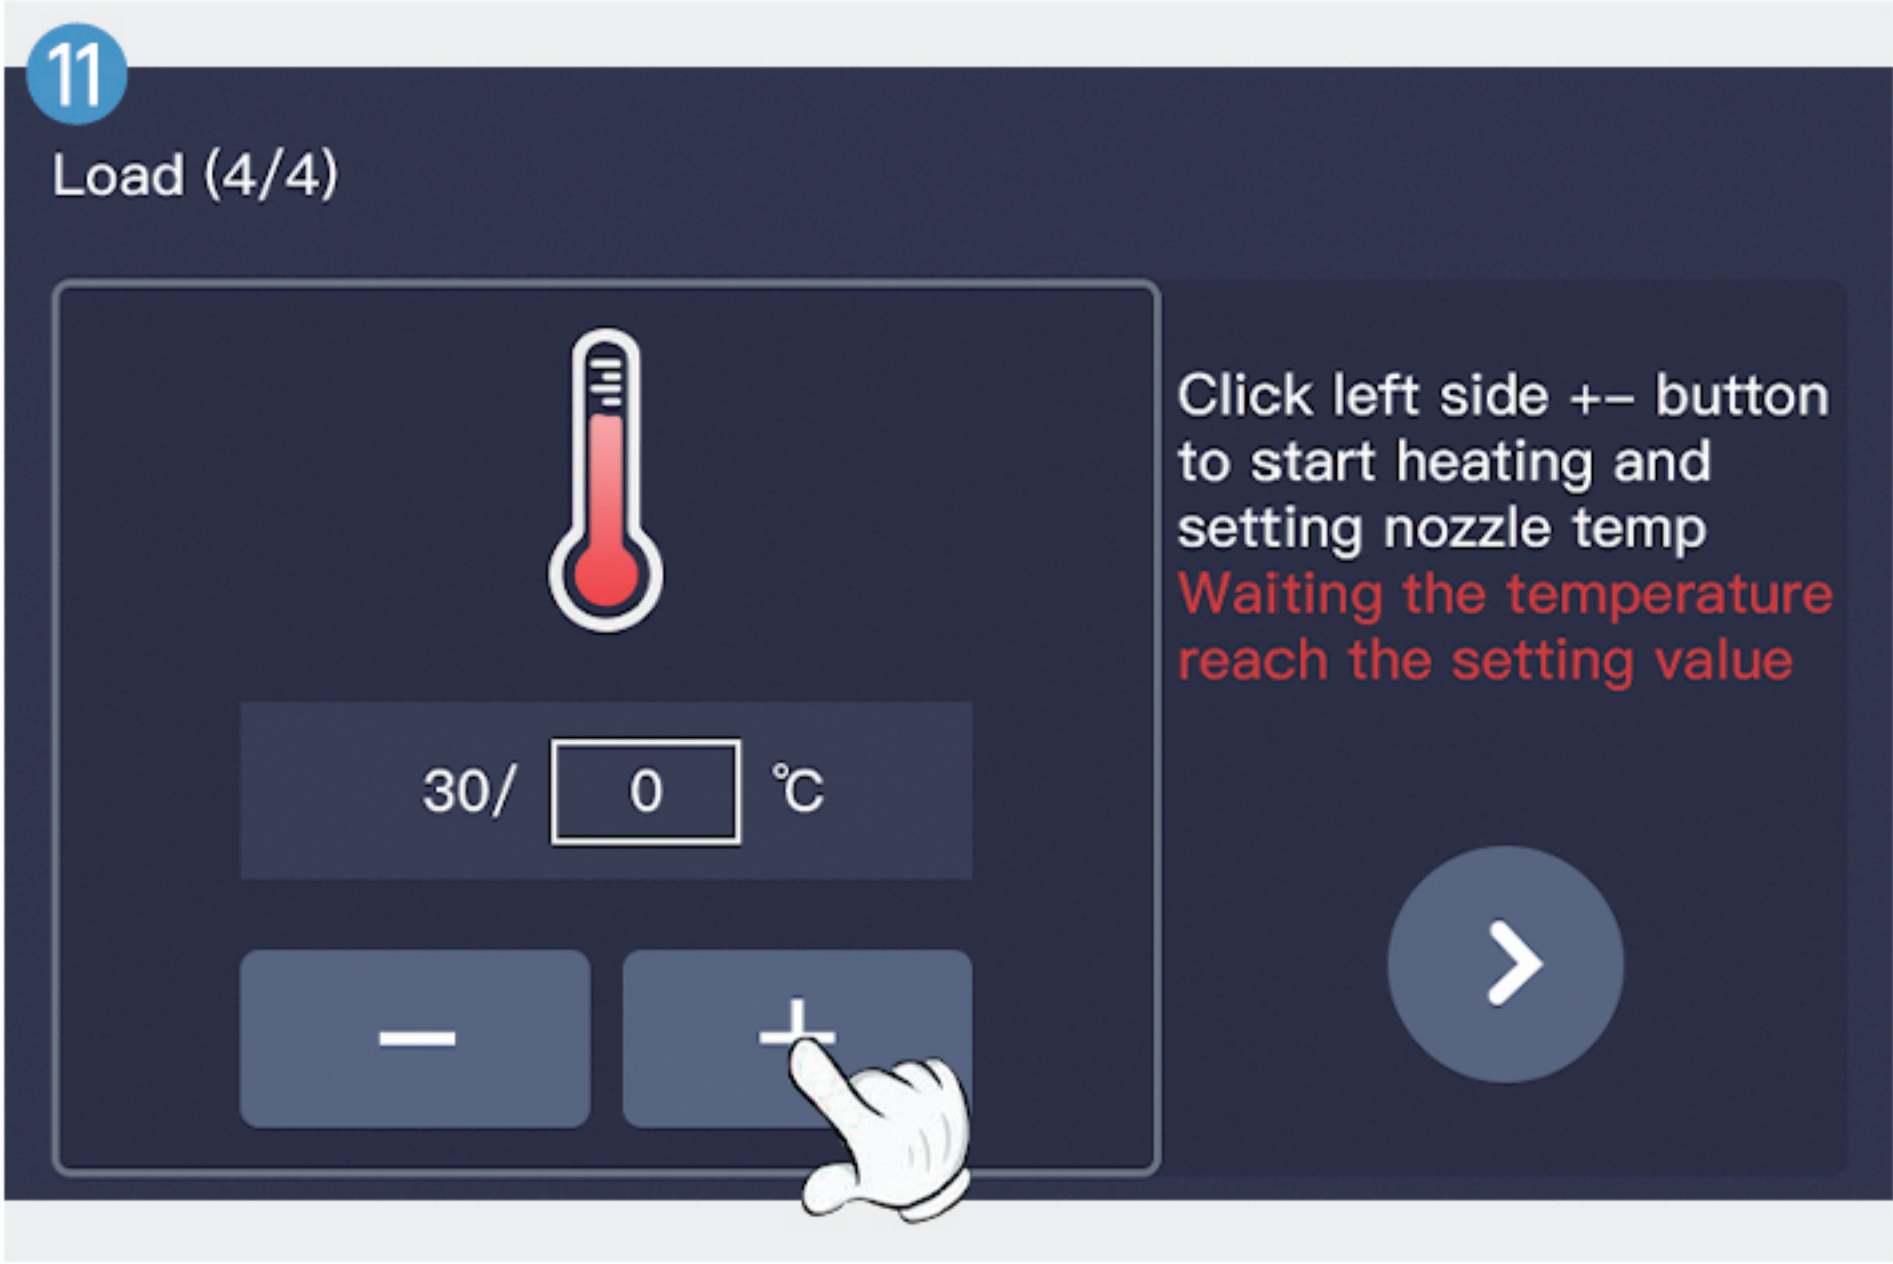 11
Load (4/4)
Click left side +− button
to start heating and
setting nozzle temp
Waiting the temperature
reach the setting value
30/ 0 ℃
− +